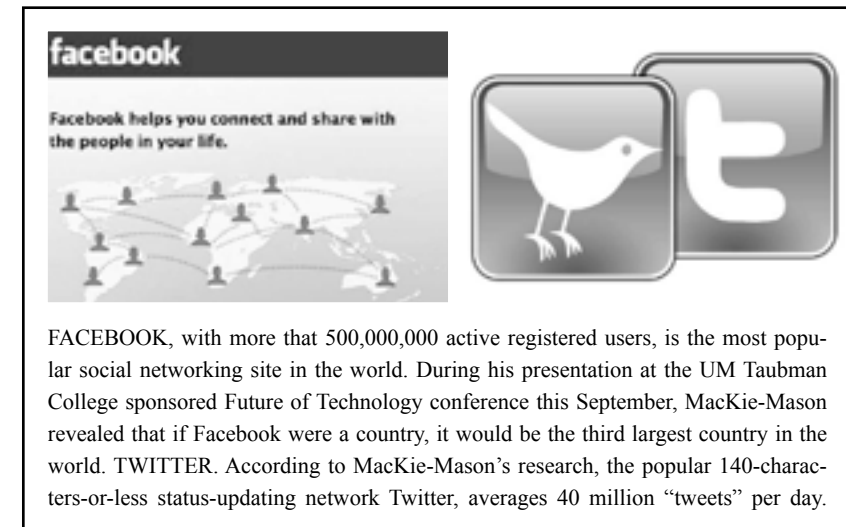 facebook
Facebook helps you connect and share with
the people in your life.
t
FACEBOOK, with more that 500,000,000 active registered users, is the most popu-
lar social networking site in the world. During his presentation at the UM Taubman
College sponsored Future of Technology conference this September, MacKie-Mason
revealed that if Facebook were a country, it would be the third largest country in the
world. TWITTER. According to MacKie-Mason’s research, the popular 140-charac-
ters-or-less status-updating network Twitter, averages 40 million “tweets” per day.